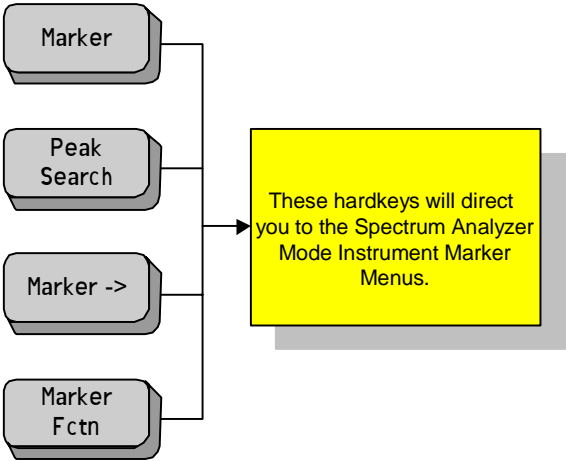 Marker
Peak
Search
Marker ->
Marker
Fctn
These hardkeys will direct
you to the Spectrum Analyzer
Mode Instrument Marker
Menus.